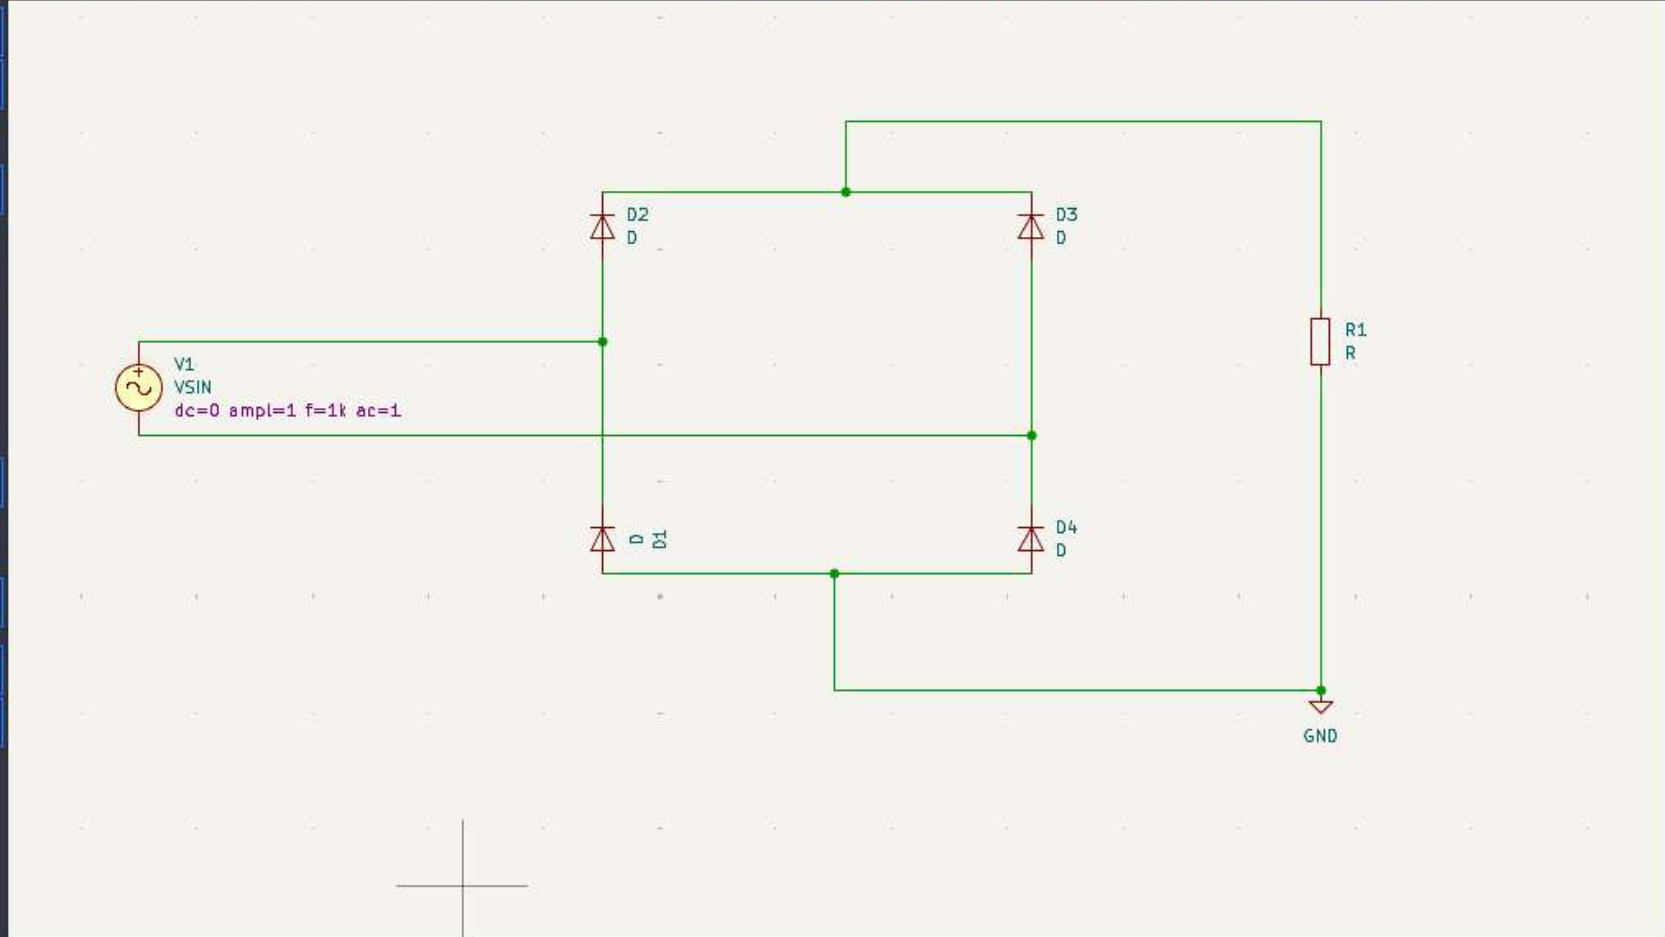 D2
D
D3
D
R1
R
V1
VSIN
dc=0 ampl=1 f=1k ac=1
D
D1
D4
D
GND